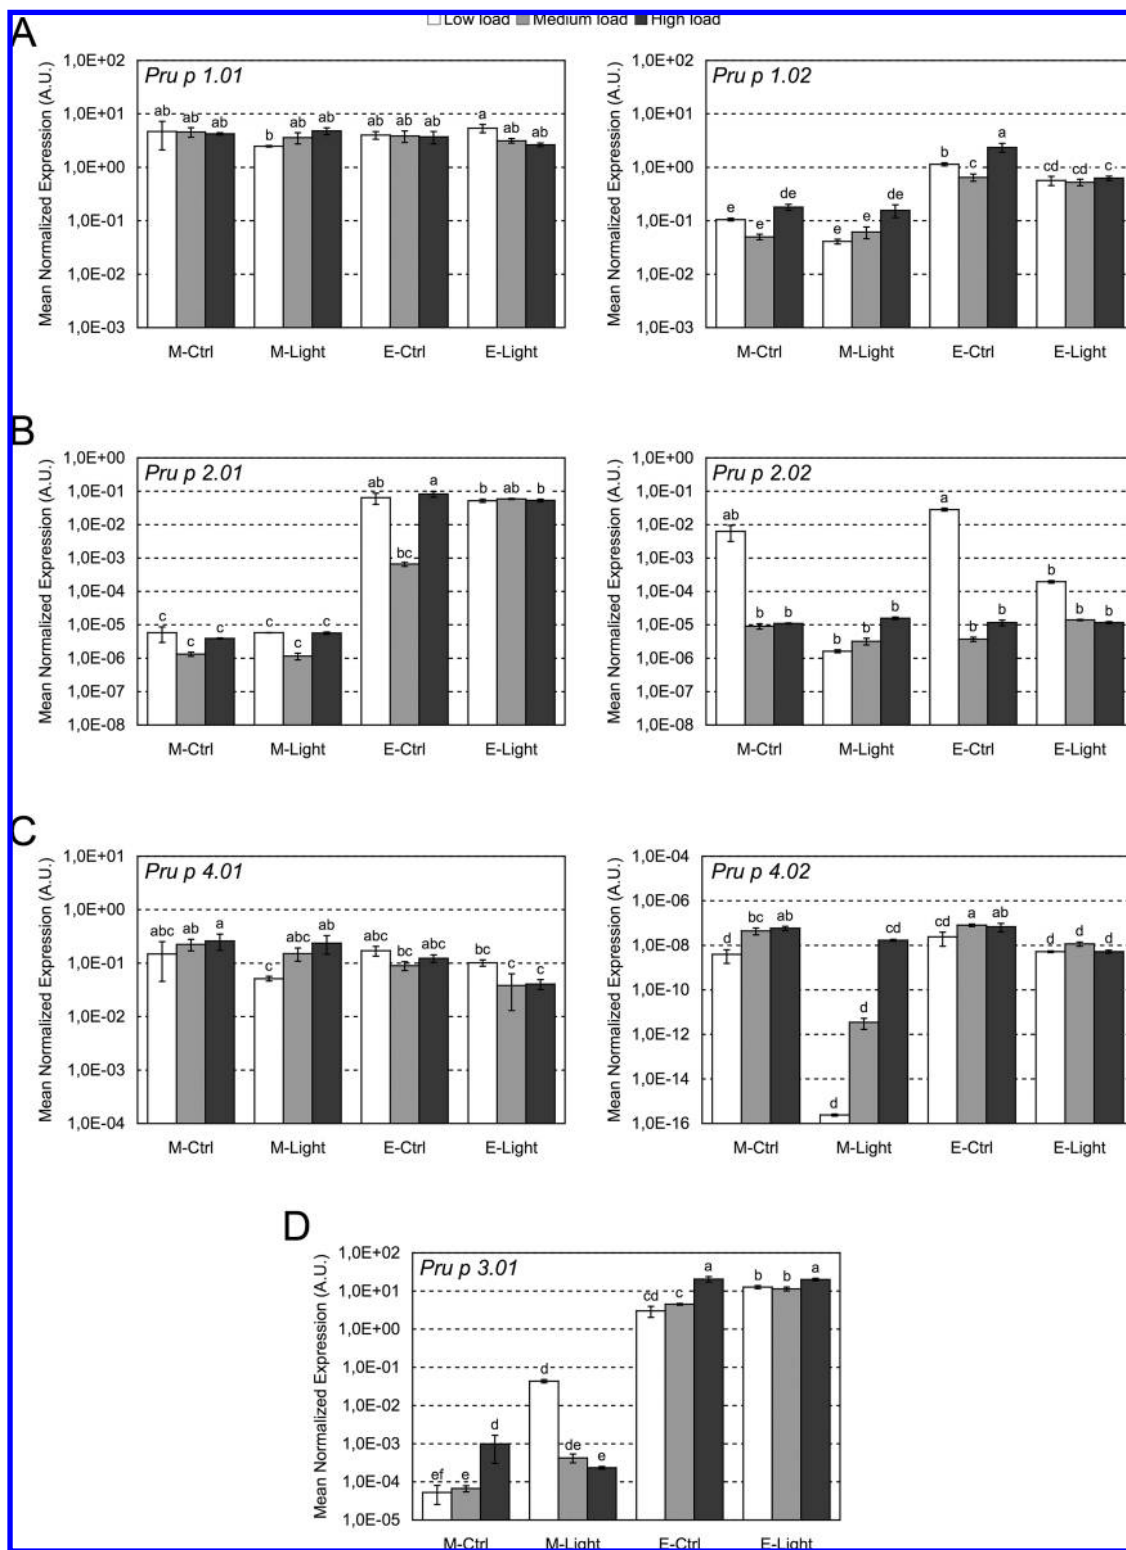 Low load Medium load High load
A
Mean Normalized Expression (A.U.)
1,0E+02
1,0E+01
1,0E+00
1,0E-01
1,0E-02
1,0E-03
Pru p 1.01
ab ab ab b ab ab ab ab ab a ab ab
M-Ctrl M-Light E-Ctrl E-Light
Mean Normalized Expression (A.U.)
1,0E+02
1,0E+01
1,0E+00
1,0E-01
1,0E-02
1,0E-03
Pru p 1.02
e e de e e de b c a cd cd c
M-Ctrl M-Light E-Ctrl E-Light
B
Mean Normalized Expression (A.U.)
1,0E+00
1,0E-01
1,0E-02
1,0E-03
1,0E-04
1,0E-05
1,0E-06
1,0E-07
1,0E-08
Pru p 2.01
c c c c c c ab bc a b ab b
M-Ctrl M-Light E-Ctrl E-Light
Mean Normalized Expression (A.U.)
1,0E+00
1,0E-01
1,0E-02
1,0E-03
1,0E-04
1,0E-05
1,0E-06
1,0E-07
1,0E-08
Pru p 2.02
ab b b b b b a b b b b b
M-Ctrl M-Light E-Ctrl E-Light
C
Mean Normalized Expression (A.U.)
1,0E+01
1,0E+00
1,0E-01
1,0E-02
1,0E-03
1,0E-04
Pru p 4.01
abc ab a c abc ab abc bc abc bc c c
M-Ctrl M-Light E-Ctrl E-Light
Mean Normalized Expression (A.U.)
1,0E-04
1,0E-06
1,0E-08
1,0E-10
1,0E-12
1,0E-14
1,0E-16
Pru p 4.02
d bc ab d d cd cd a ab d d d
M-Ctrl M-Light E-Ctrl E-Light
D
Mean Normalized Expression (A.U.)
1,0E+02
1,0E+01
1,0E+00
1,0E-01
1,0E-02
1,0E-03
1,0E-04
1,0E-05
Pru p 3.01
ef e d d de e cd c a b b a
M-Ctrl M-Light E-Ctrl E-Light